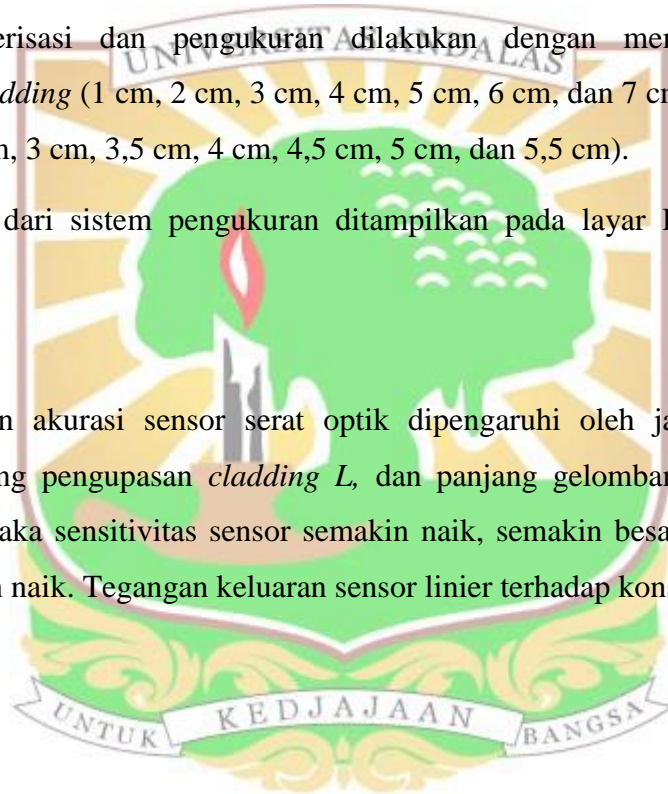 UNIVERSITAS ANDALAS
erisasi dan pengukuran dilakukan dengan mer
dding (1 cm, 2 cm, 3 cm, 4 cm, 5 cm, 6 cm, dan 7 cm
n, 3 cm, 3,5 cm, 4 cm, 4,5 cm, 5 cm, dan 5,5 cm).
dari sistem pengukuran ditampilkan pada layar
n akurasi sensor serat optik dipengaruhi oleh ja
ng pengupasan cladding L, dan panjang gelombar
aka sensitivitas sensor semakin naik, semakin besa
n naik. Tegangan keluaran sensor linier terhadap kons
UNTUK KEDJAJAAN BANGSA